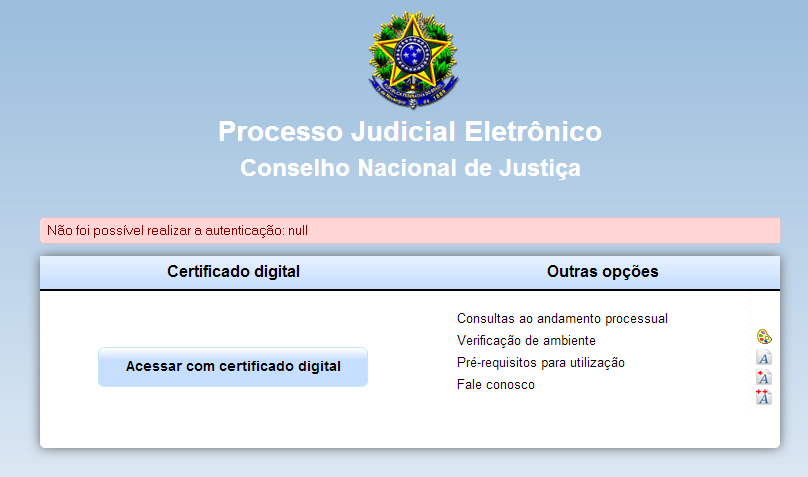 Processo Judicial Eletrônico
Conselho Nacional de Justiça
Não foi possível realizar a autenticação: null
Certificado digital
Outras opções
Acessar com certificado digital
Consultas ao andamento processual
Verificação de ambiente
Pré-requisitos para utilização
Fale conosco
A
A
A